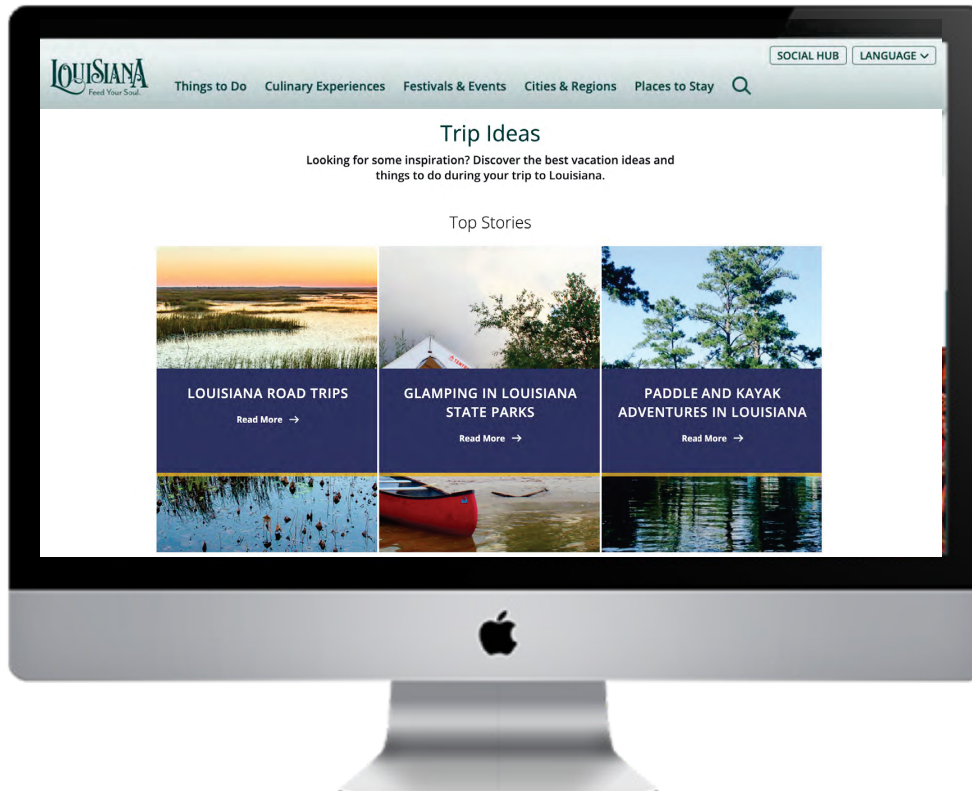 SOCIAL HUB LANGUAGE
LOUISIANA
Feed Your Soul.
Things to Do Culinary Experiences Festivals & Events Cities & Regions Places to Stay
Trip Ideas
Looking for some inspiration? Discover the best vacation ideas and
things to do during your trip to Louisiana.
Top Stories
LOUISIANA ROAD TRIPS
Read More →
GLAMPING IN LOUISIANA
STATE PARKS
Read More →
PADDLE AND KAYAK
ADVENTURES IN LOUISIANA
Read More →